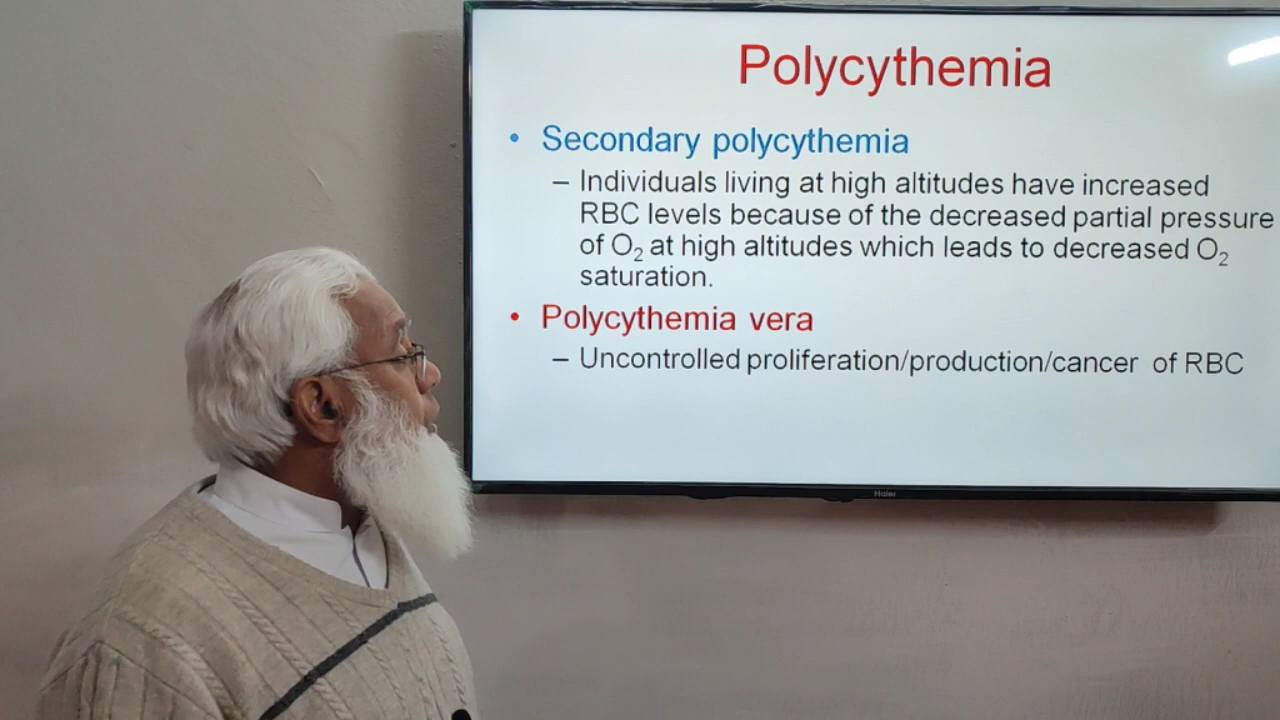 Polycythemia
• Secondary polycythemia
– Individuals living at high altitudes have increased
RBC levels because of the decreased partial pressure
of O₂ at high altitudes which leads to decreased O₂
saturation.
• Polycythemia vera
– Uncontrolled proliferation/production/cancer of RBC
Haier